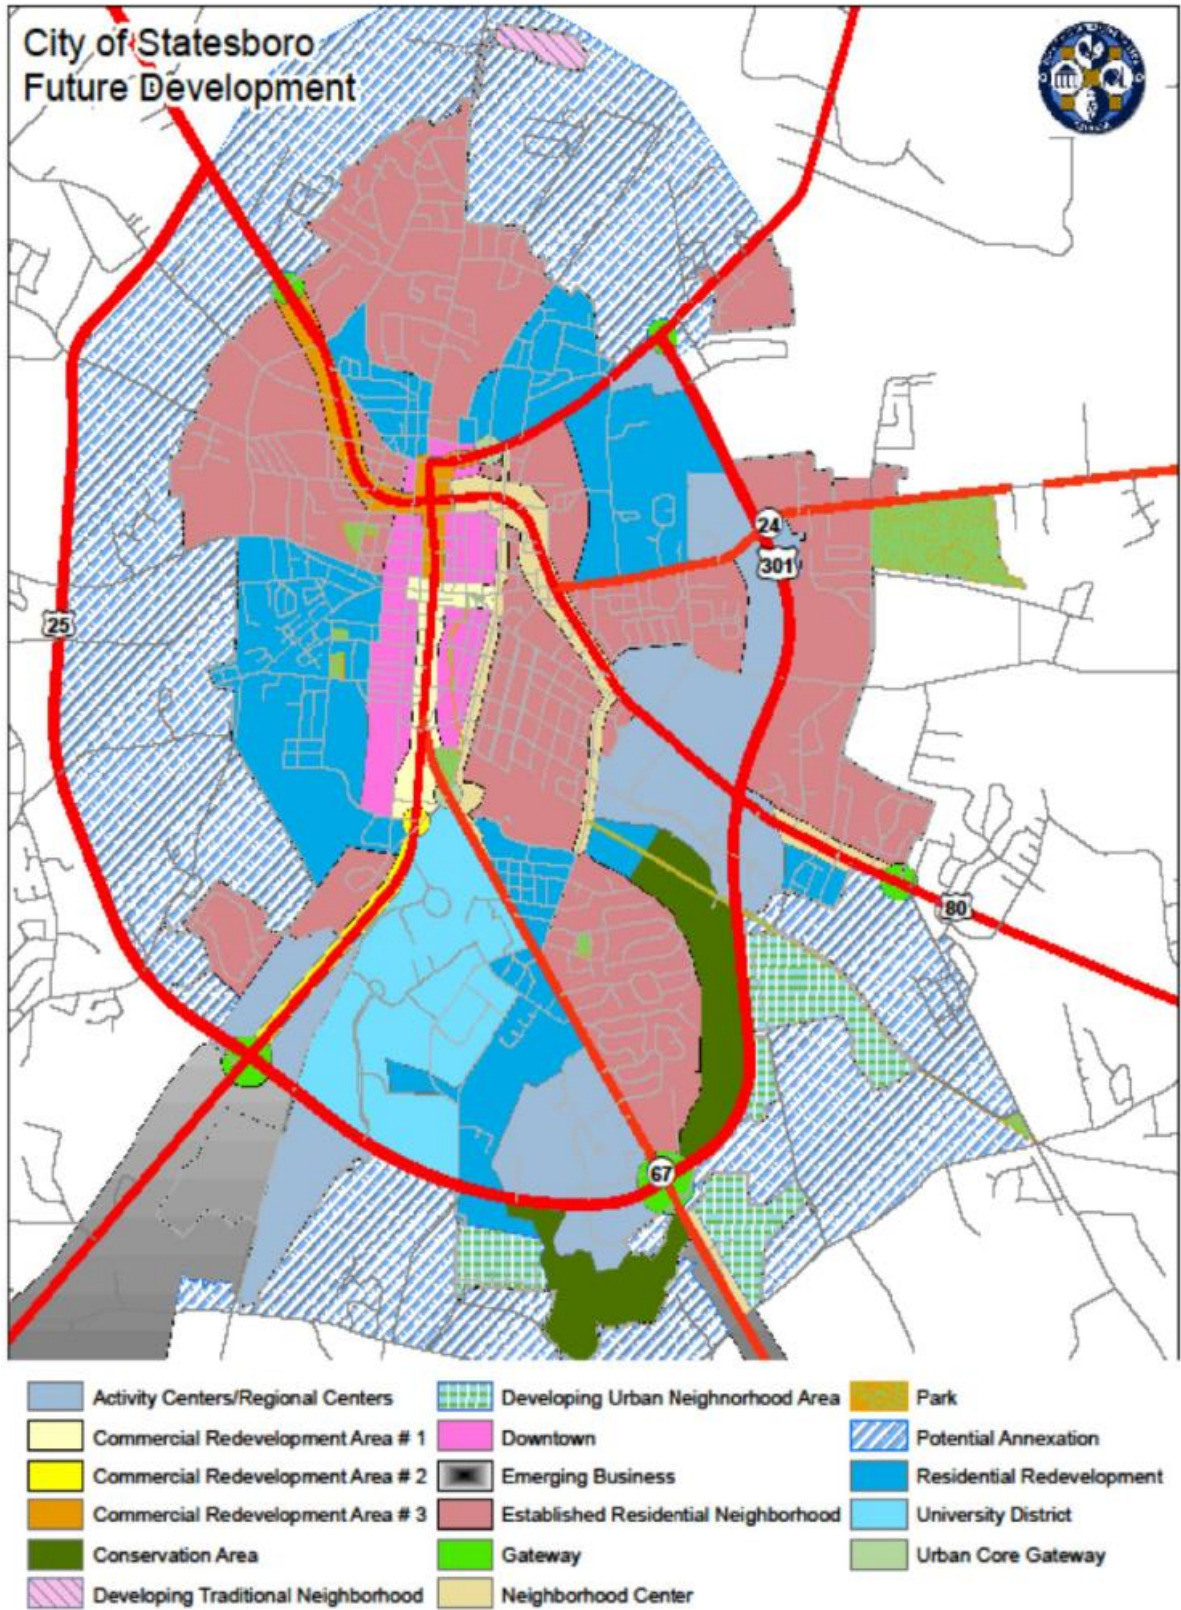 City of Statesboro
Future Development
24
301
25
80
67
Activity Centers/Regional Centers
Commercial Redevelopment Area # 1
Commercial Redevelopment Area # 2
Commercial Redevelopment Area # 3
Conservation Area
Developing Traditional Neighborhood
Developing Urban Neighnorhood Area
Downtown
Emerging Business
Established Residential Neighborhood
Gateway
Neighborhood Center
Park
Potential Annexation
Residential Redevelopment
University District
Urban Core Gateway